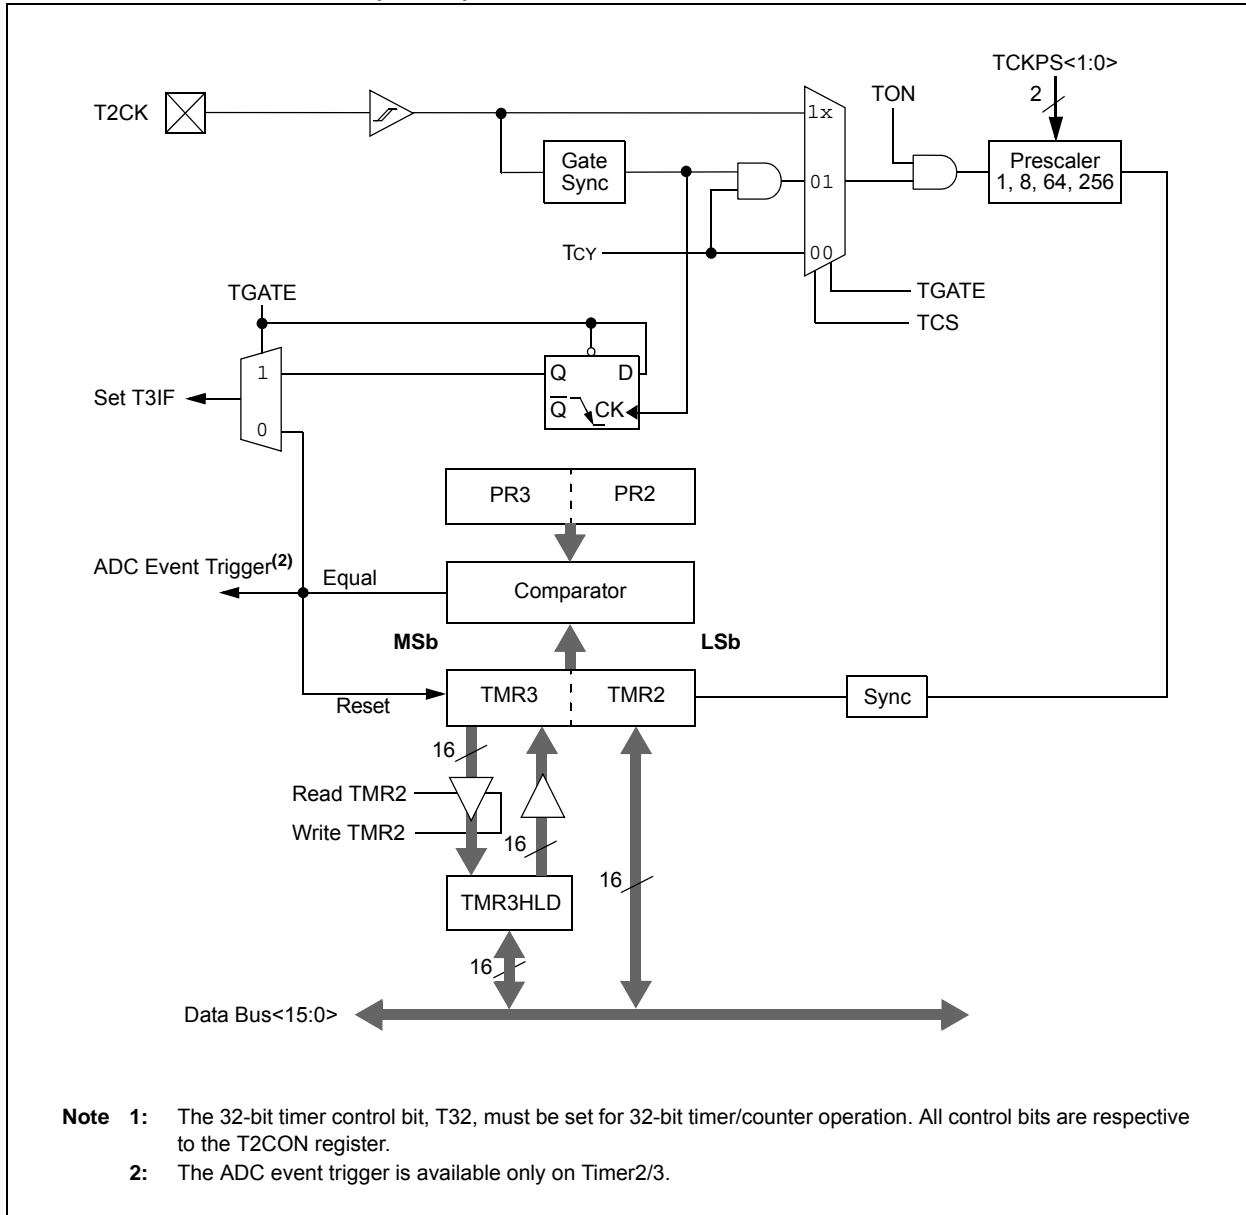 TCKPS<1:0>
2
TON
T2CK
1x
Gate
Sync
Prescaler
1, 8, 64, 256
01
TCY
00
TGATE
TGATE
TCS
1
Q
D
Set T3IF
Q
CK
0
PR3
PR2
ADC Event Trigger(2)
Equal
Comparator
MSb
LSb
TMR3
TMR2
Sync
Reset
16
Read TMR2
Write TMR2
16
16
TMR3HLD
16
Data Bus<15:0>
Note 1: The 32-bit timer control bit, T32, must be set for 32-bit timer/counter operation. All control bits are respective
to the T2CON register.
2: The ADC event trigger is available only on Timer2/3.